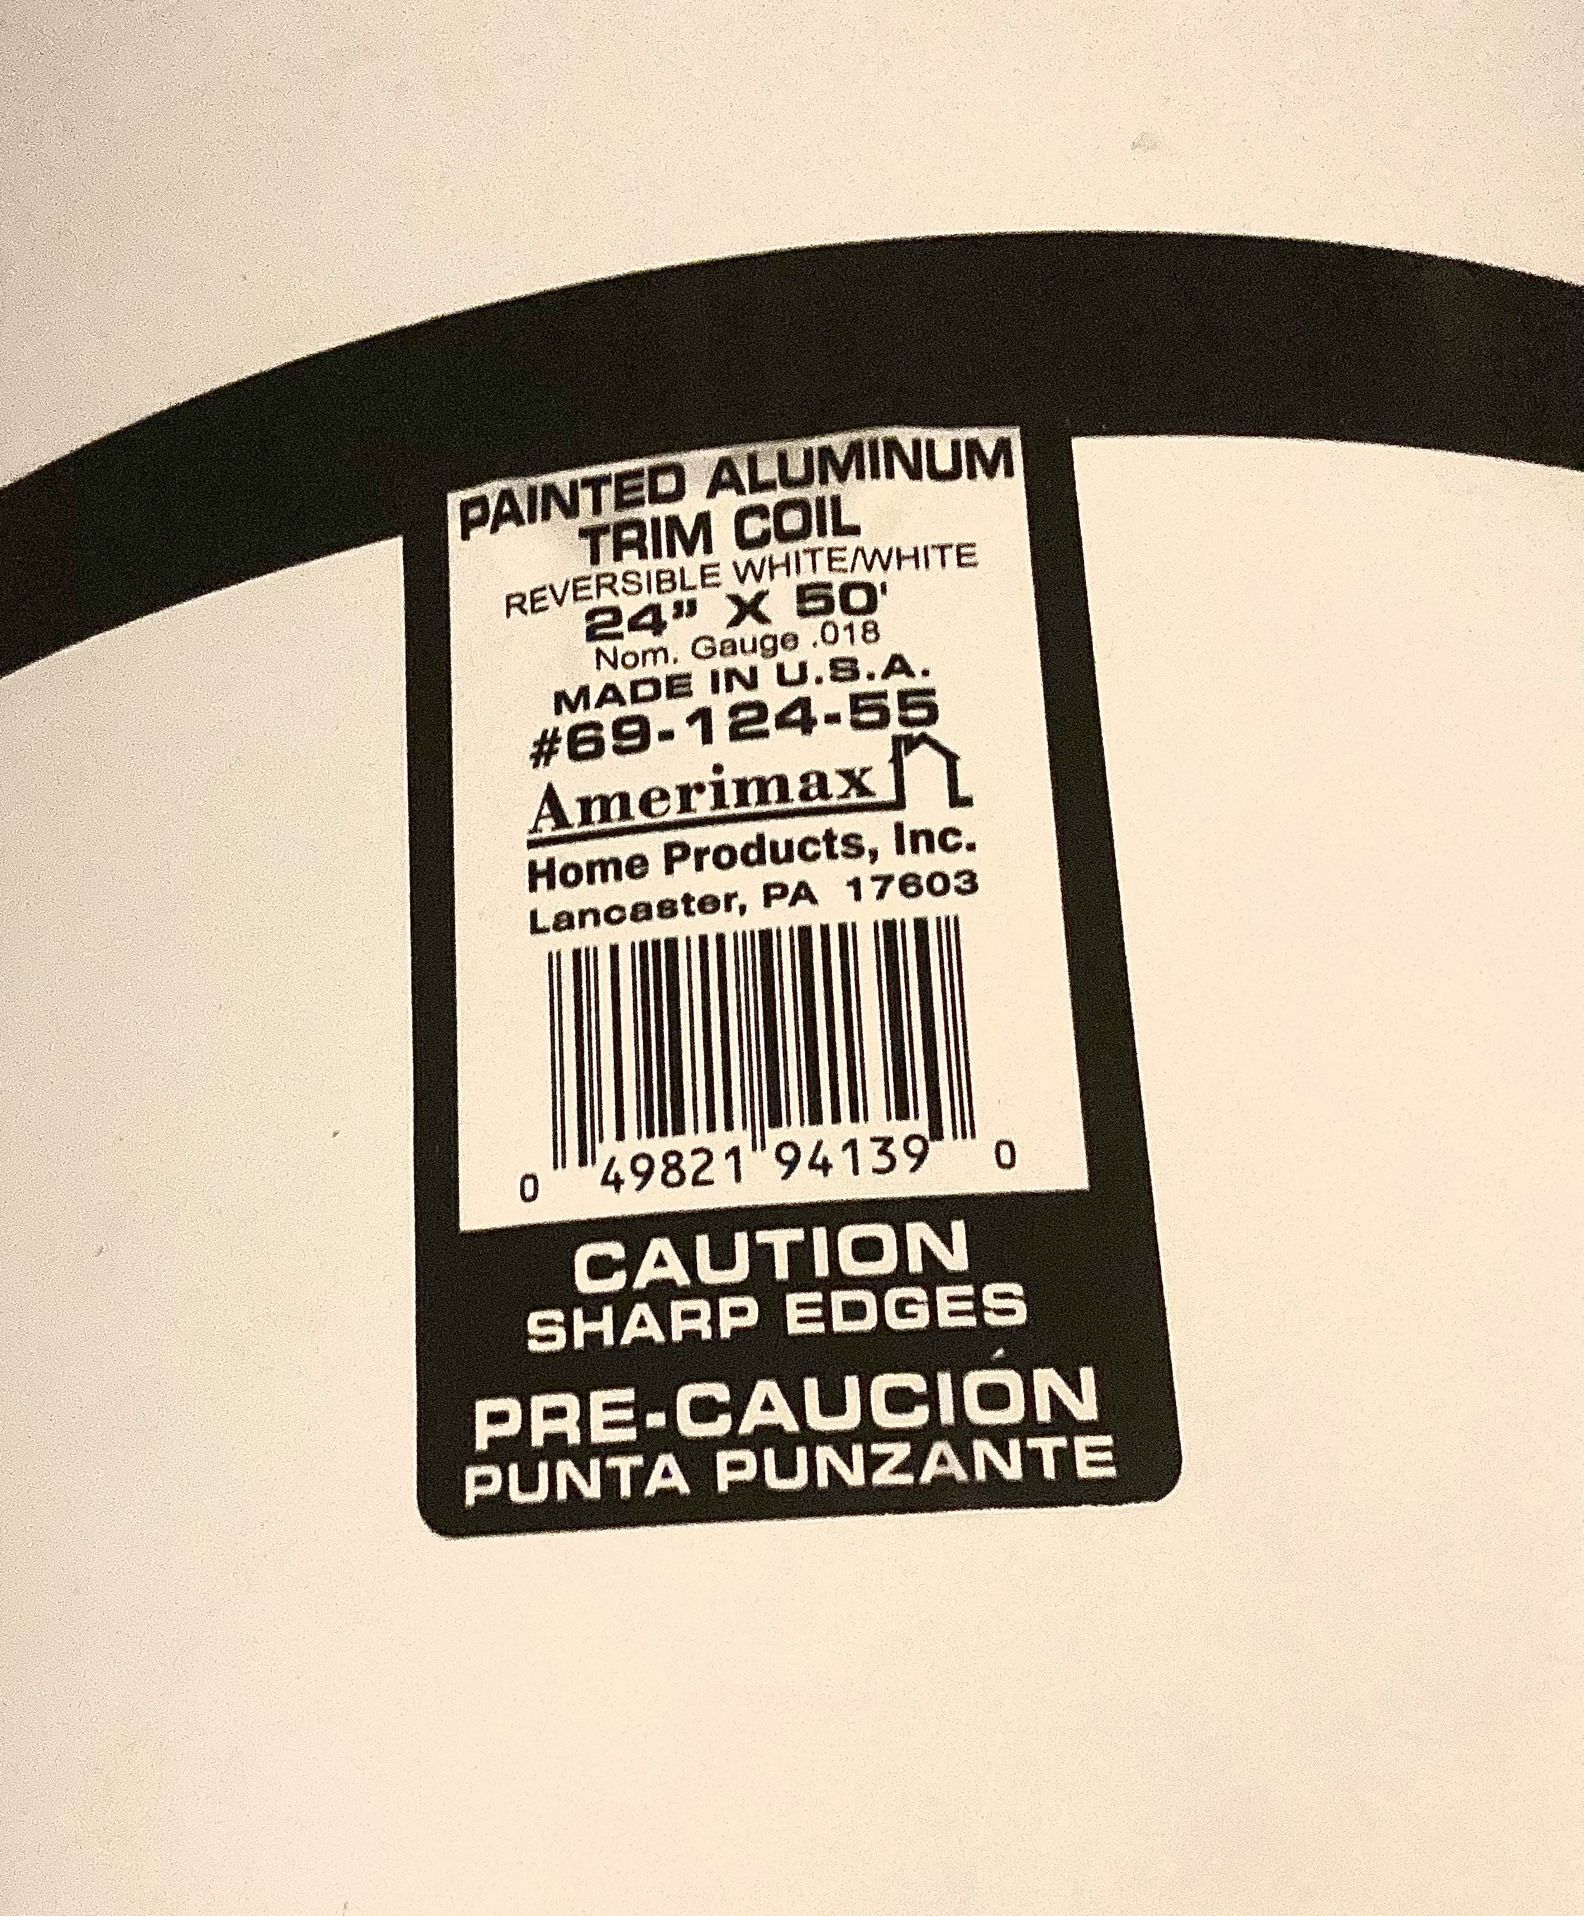 PAINTED ALUMINUM
TRIM COIL
REVERSIBLE WHITE/WHITE
24" X 50'
Nom. Gauge .018
MADE IN U.S.A.
#69-124-55
Amerimax
Home Products, Inc.
Lancaster, PA 17603
0 49821 94139 0
CAUTION
SHARP EDGES
PRE-CAUCIÓN
PUNTA PUNZANTE